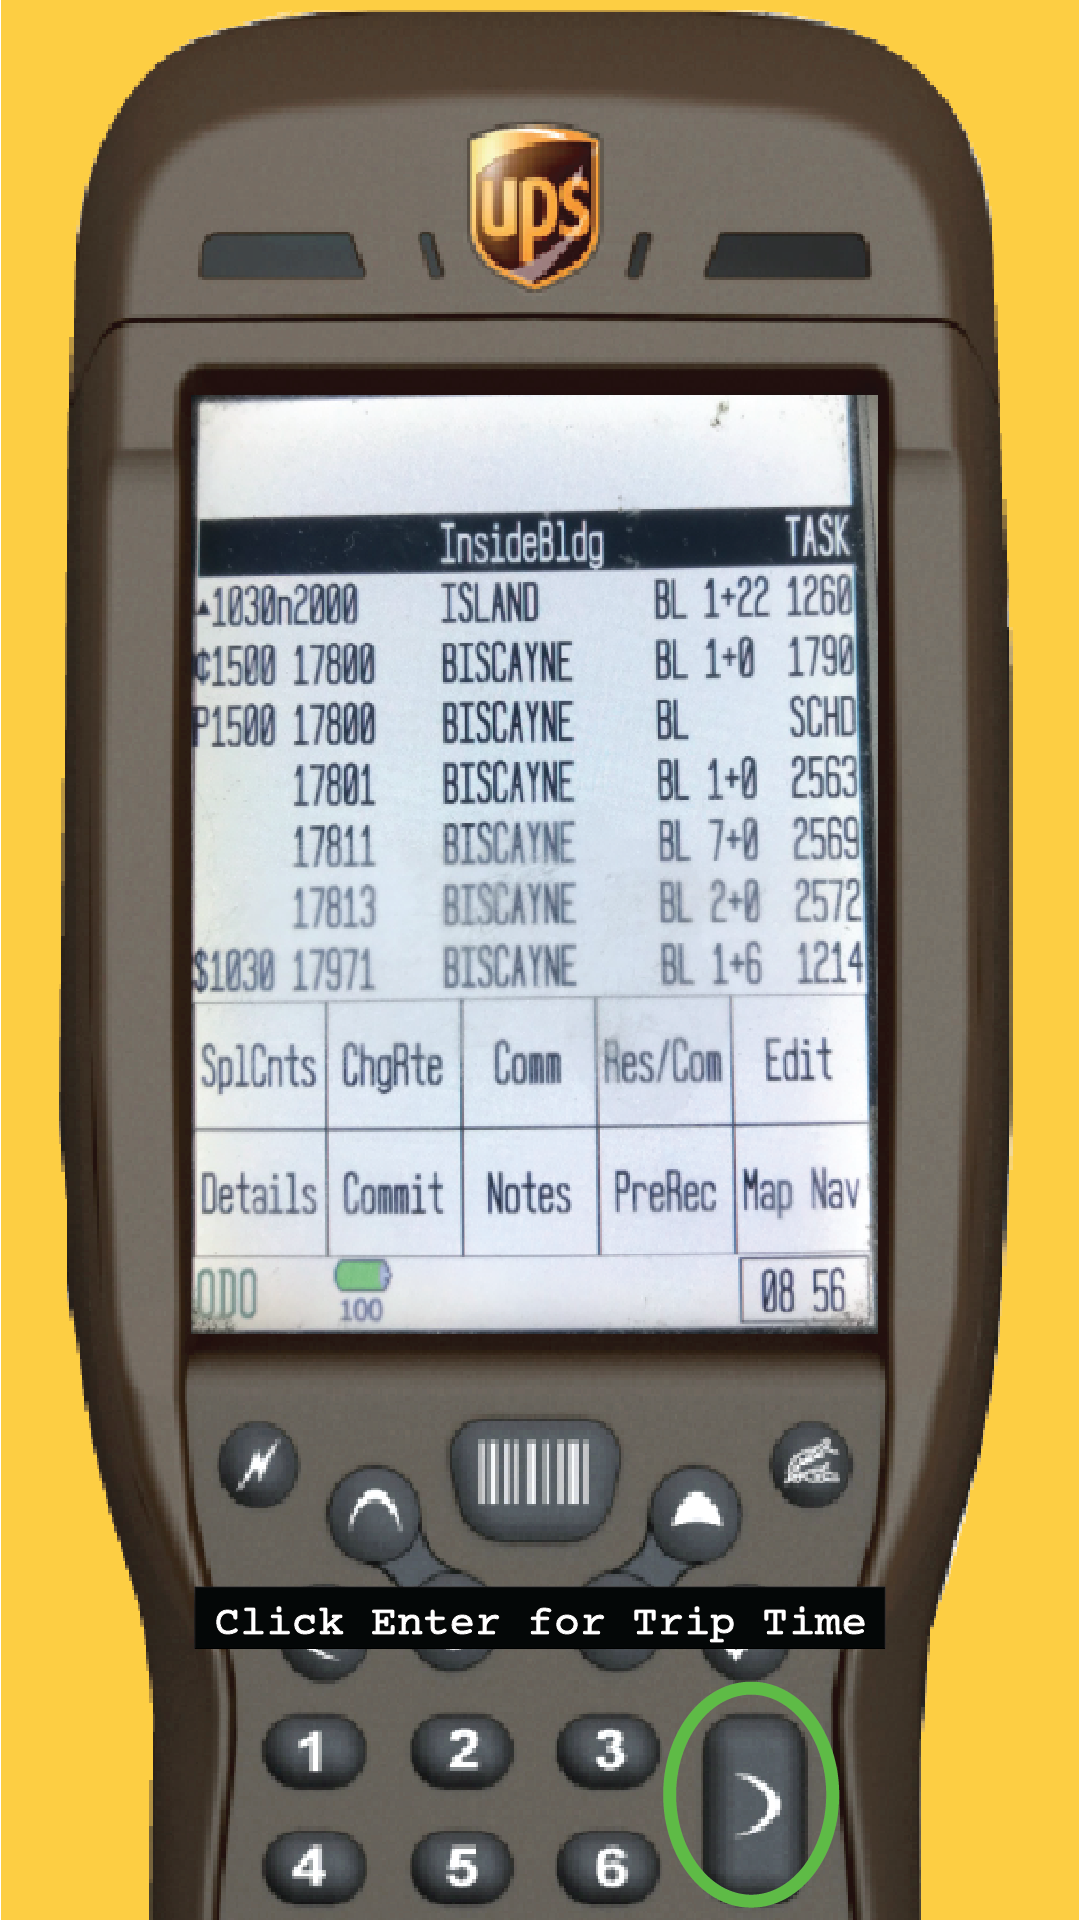 ups
InsideBldg TASK
▲1030n2000 ISLAND BL 1+22 1260
¢1500 17800 BISCAYNE BL 1+0 1790
P1500 17800 BISCAYNE BL SCHD
17801 BISCAYNE BL 1+0 2563
17811 BISCAYNE BL 7+0 2569
17813 BISCAYNE BL 2+0 2572
$1030 17971 BISCAYNE BL 1+6 1214
SplCnts ChgRte Comm Res/Com Edit
Details Commit Notes PreRec Map Nav
ODO 100 08 56
Click Enter for Trip Time
1 2 3
4 5 6